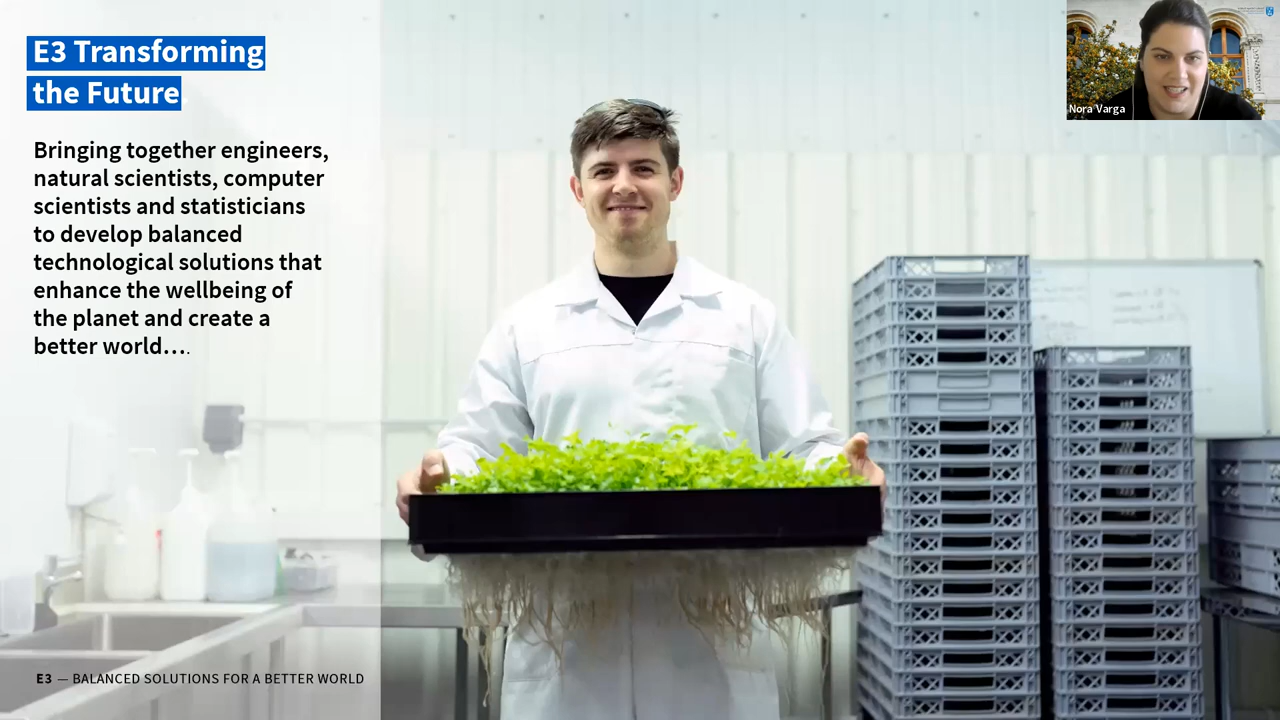 E3 Transforming
the Future.
Bringing together engineers,
natural scientists, computer
scientists and statisticians
to develop balanced
technological solutions that
enhance the wellbeing of
the planet and create a
better world….
E3 — BALANCED SOLUTIONS FOR A BETTER WORLD
Nora Varga